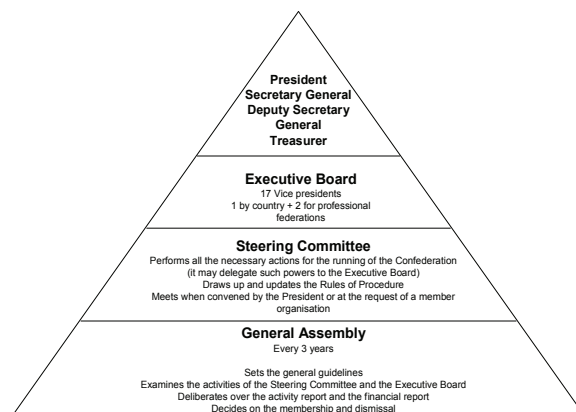 President
Secretary General
Deputy Secretary
General
Treasurer
Executive Board
17 Vice presidents
1 by country + 2 for professional
federations
Steering Committee
Performs all the necessary actions for the running of the Confederation
(it may delegate such powers to the Executive Board)
Draws up and updates the Rules of Procedure
Meets when convened by the President or at the request of a member
organisation
General Assembly
Every 3 years
Sets the general guidelines
Examines the activities of the Steering Committee and the Executive Board
Deliberates over the activity report and the financial report
Decides on the membership and dismissal